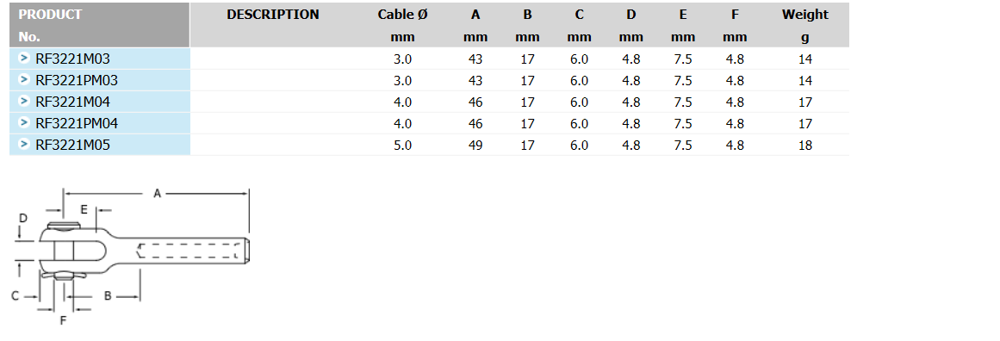 PRODUCT DESCRIPTION Cable Ø A B C D E F Weight
No. mm mm mm mm mm mm mm g
> RF3221M03 3.0 43 17 6.0 4.8 7.5 4.8 14
> RF3221PM03 3.0 43 17 6.0 4.8 7.5 4.8 14
> RF3221M04 4.0 46 17 6.0 4.8 7.5 4.8 17
> RF3221PM04 4.0 46 17 6.0 4.8 7.5 4.8 17
> RF3221M05 5.0 49 17 6.0 4.8 7.5 4.8 18
A
E
D
C B
F